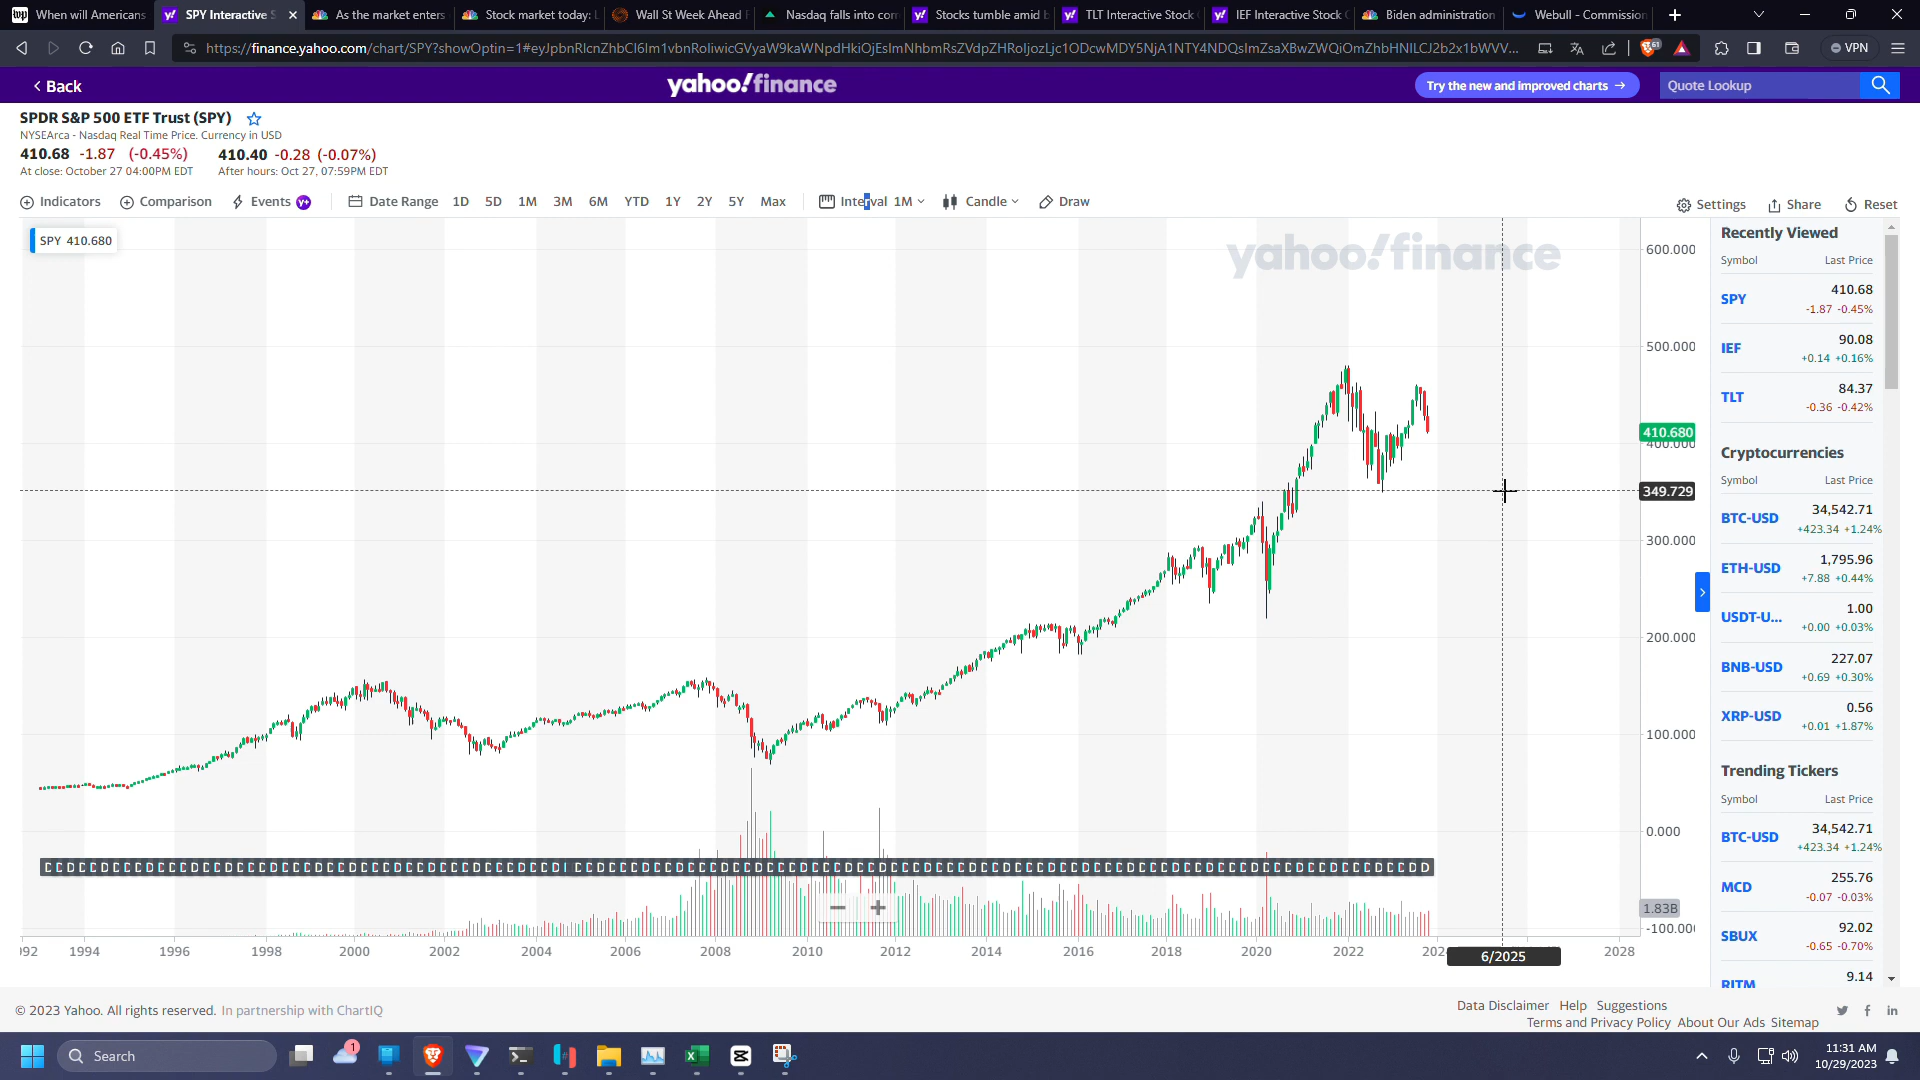 When will Americans
SPY Interactive S
As the market enters
Stock market today: L
Wall St Week Ahead F
Nasdaq falls into corr
Stocks tumble amid b
TLT Interactive Stock C
IEF Interactive Stock C
Biden administration
Webull - Commission
Back
yahoo!finance
Try the new and improved charts →
Quote Lookup
SPDR S&P 500 ETF Trust (SPY)
NYSEArca - Nasdaq Real Time Price. Currency in USD
410.68 -1.87 (-0.45%) 410.40 -0.28 (-0.07%)
At close: October 27 04:00PM EDT After hours: Oct 27, 07:59PM EDT
Indicators Comparison Events Date Range 1D 5D 1M 3M 6M YTD 1Y 2Y 5Y Max Interval 1M Candle Draw
Settings Share Reset
SPY 410.680
yahoo!finance
600.000
500.000
410.680
400.000
349.729
300.000
200.000
100.000
0.000
1.83B
1994 1996 1998 2000 2002 2004 2006 2008 2010 2012 2014 2016 2018 2020 2022 6/2025 2028
Recently Viewed
Symbol Last Price
SPY 410.68
-1.87 -0.45%
IEF 90.08
+0.14 +0.16%
TLT 84.37
-0.36 -0.42%
Cryptocurrencies
Symbol Last Price
BTC-USD 34,542.71
+423.34 +1.24%
ETH-USD 1,795.96
+7.88 +0.44%
USDT-U... 1.00
+0.00 +0.03%
BNB-USD 227.07
+0.69 +0.30%
XRP-USD 0.56
+0.01 +1.87%
Trending Tickers
Symbol Last Price
BTC-USD 34,542.71
+423.34 +1.24%
MCD 255.76
-0.07 -0.03%
SBUX 92.02
-0.65 -0.70%
RITM 9.14
© 2023 Yahoo. All rights reserved. In partnership with ChartIQ
Data Disclaimer Help Suggestions
Terms and Privacy Policy About Our Ads Sitemap
Search
11:31 AM
10/29/2023
VPN